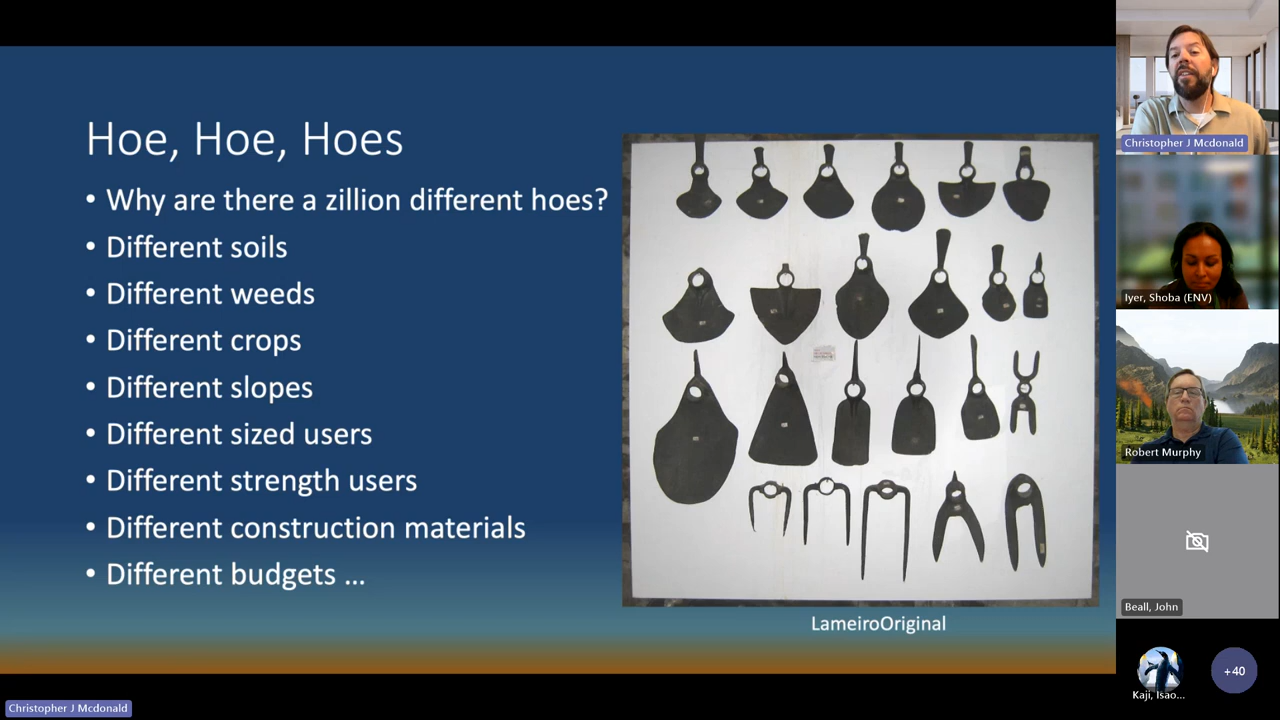 Hoe, Hoe, Hoes
• Why are there a zillion different hoes?
• Different soils
• Different weeds
• Different crops
• Different slopes
• Different sized users
• Different strength users
• Different construction materials
• Different budgets ...
LameiroOriginal
Christopher J Mcdonald
Iyer, Shoba (ENV)
Robert Murphy
Beall, John
Kaji, Isao...
+40
Christopher J Mcdonald